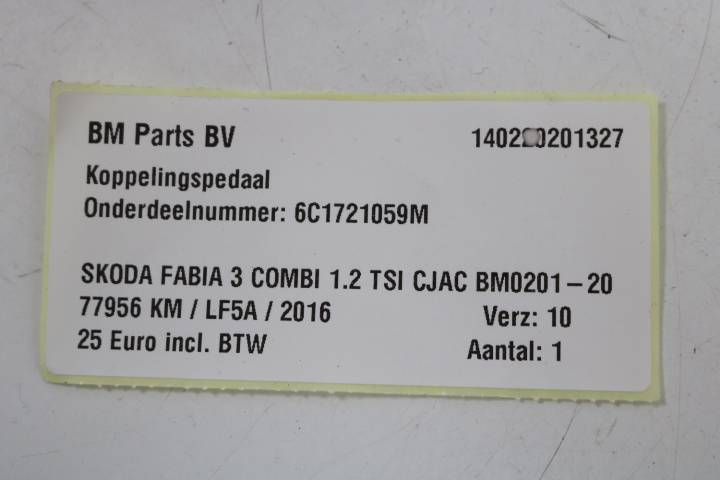 BM Parts BV
Koppelingspedaal
Onderdeelnummer: 6C1721059M
SKODA FABIA 3 COMBI 1.2 TSI CJAC BM0201-20
77956 KM / LF5A / 2016 Verz: 10
25 Euro incl. BTW Aantal: 1